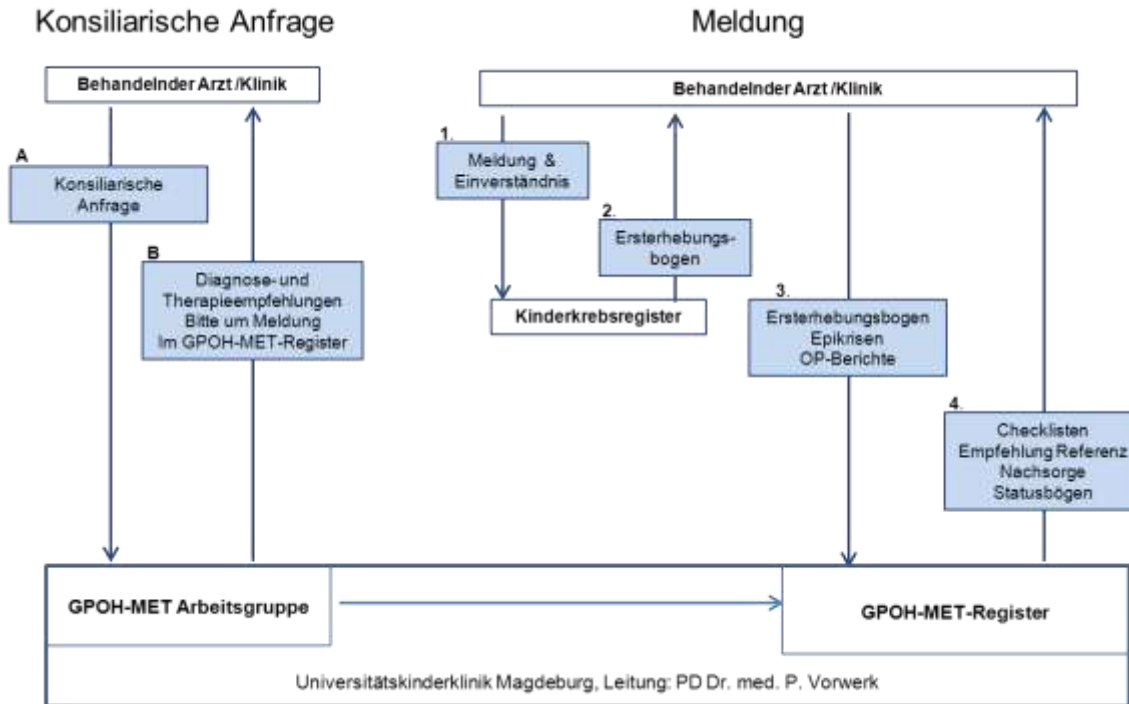 Konsiliarische Anfrage
Behandelnder Arzt /Klinik
A
Konsiliarische
Anfrage
B
Diagnose- und
Therapieempfehlungen
Bitte um Meldung
Im GPOH-MET-Register
Meldung
Behandelnder Arzt /Klinik
1.
Meldung &
Einverständnis
2.
Ersterhebungs-
bogen
Kinderkrebsregister
3.
Ersterhebungsbogen
Epikrisen
OP-Berichte
4.
Checklisten
Empfehlung Referenz
Nachsorge
Statusbögen
GPOH-MET Arbeitsgruppe
GPOH-MET-Register
Universitätskinderklinik Magdeburg, Leitung: PD Dr. med. P. Vorwerk